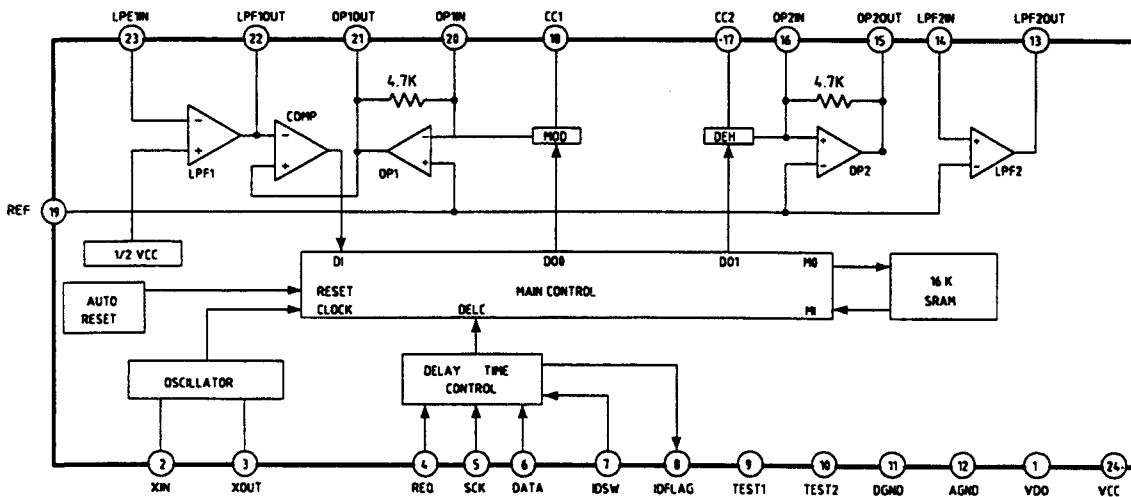 LPE1IN LPF1OUT OP1OUT OP1IN CC1 CC2 OP2IN OP2OUT LPF2IN LPF2OUT
23 22 21 20 18 -17 16 15 14 13
4.7K 4.7K
COMP
- - - MOD DEM + +
+ + + - -
LPF1 OP1 OP2 LPF2
REF 19
1/2 VCC
DI DO0 DO1 MO
AUTO RESET
RESET MAIN CONTROL
CLOCK DELC MI
16 K
SRAM
OSCILLATOR
DELAY TIME
CONTROL
2 3 4 5 6 7 8 9 10 11 12 1 24
XIN XOUT REQ SCK DATA IDSW IDFLAG TEST1 TEST2 DGND AGND VDD VCC